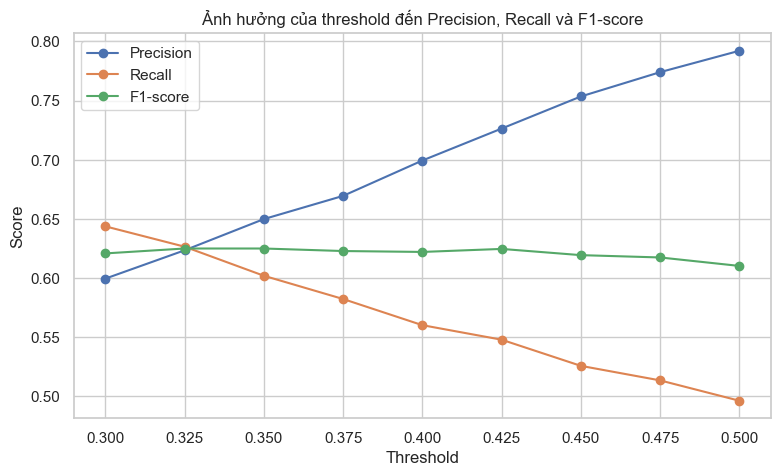 Ảnh hưởng của threshold đến Precision, Recall và F1-score
Precision
Recall
F1-score
Score
0.80
0.75
0.70
0.65
0.60
0.55
0.50
0.300 0.325 0.350 0.375 0.400 0.425 0.450 0.475 0.500
Threshold